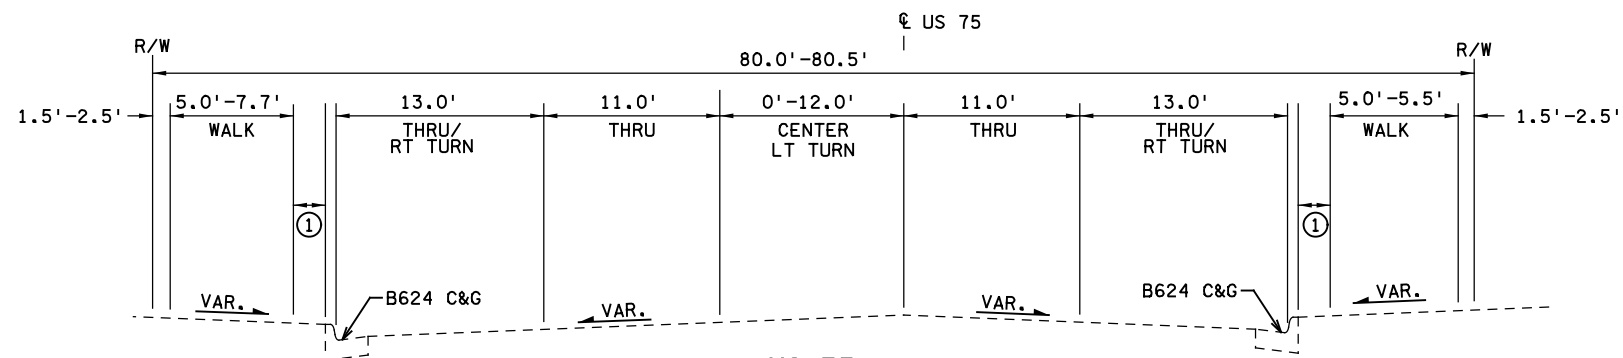 ℄ US 75
R/W
R/W
80.0'-80.5'
1.5'-2.5'
5.0'-7.7'
WALK
13.0'
THRU/
RT TURN
11.0'
THRU
0'-12.0'
CENTER
LT TURN
11.0'
THRU
13.0'
THRU/
RT TURN
5.0'-5.5'
WALK
1.5'-2.5'
1
1
VAR.
B624 C&G
VAR.
VAR.
B624 C&G
VAR.